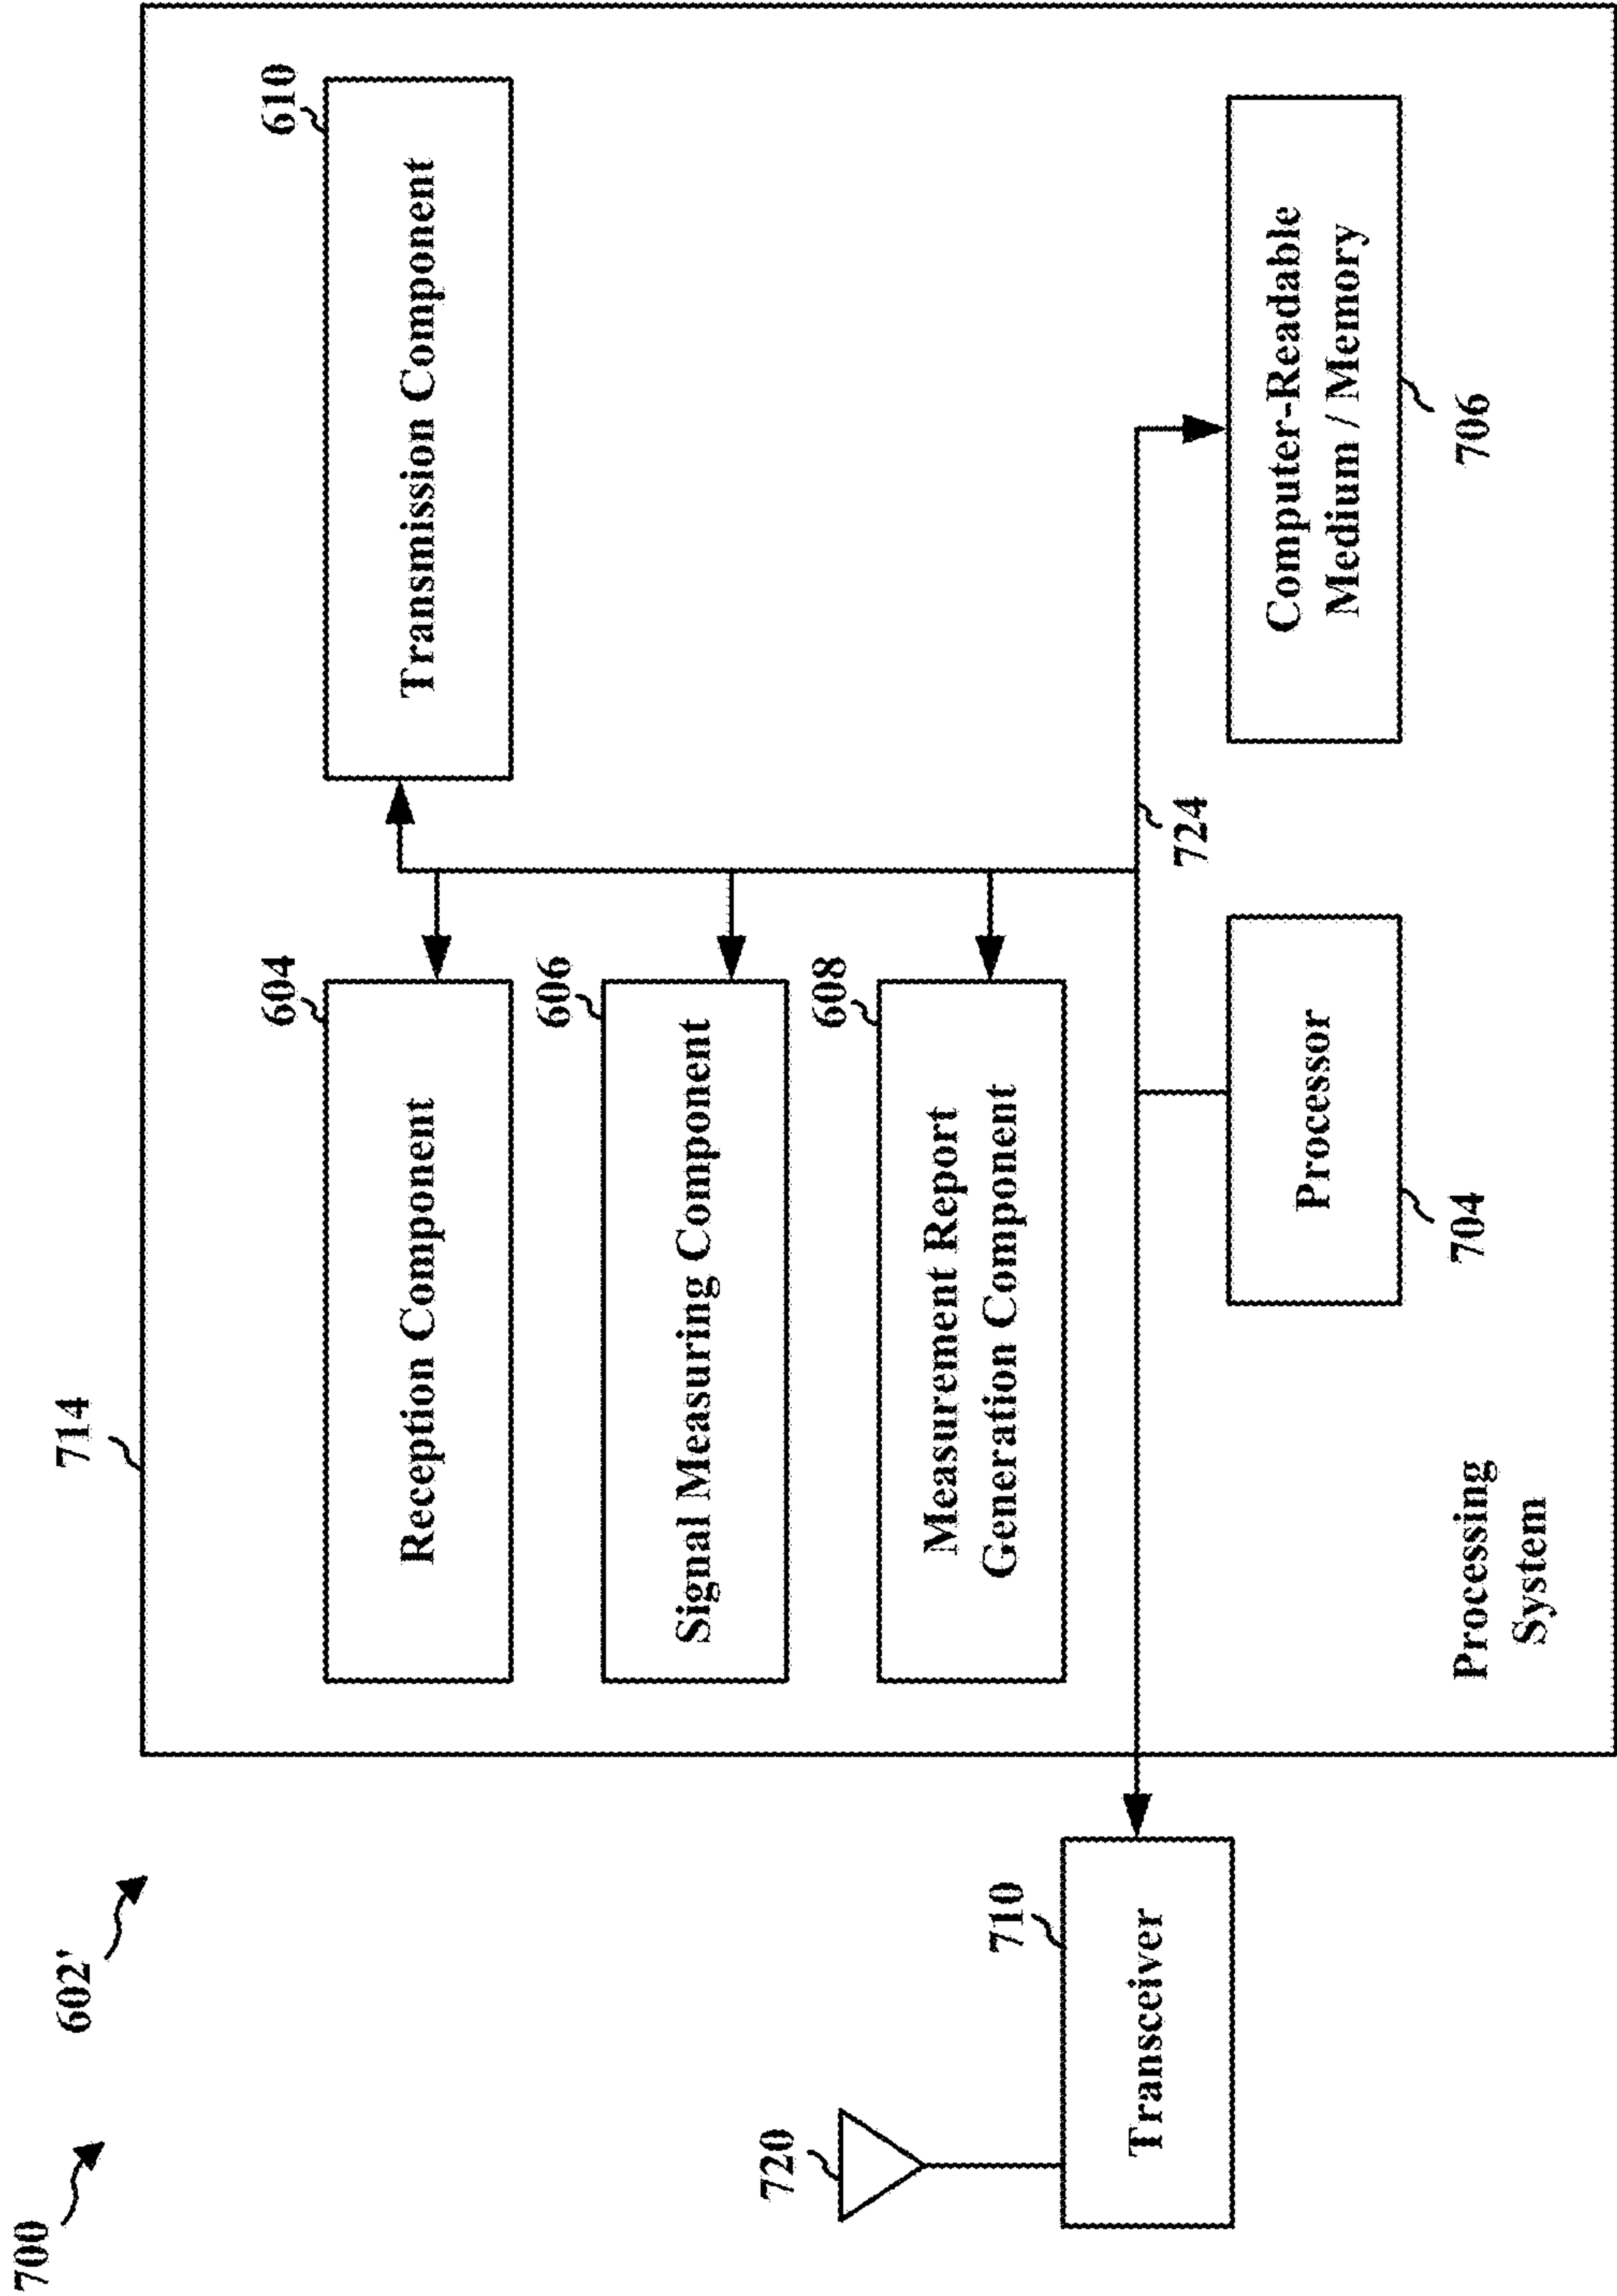 700
602'
714
604
Reception Component
610
Transmission Component
606
Signal Measuring Component
608
Measurement Report
Generation Component
720
710
Transceiver
724
Processor
704
Computer-Readable
Medium / Memory
706
Processing
System